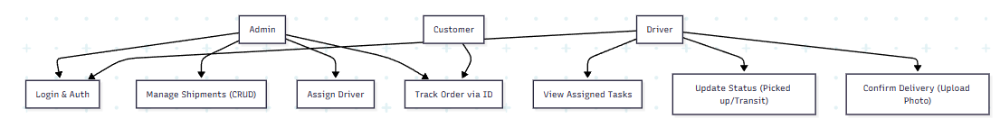 Admin
Customer
Driver
Login & Auth
Manage Shipments (CRUD)
Assign Driver
Track Order via ID
View Assigned Tasks
Update Status (Picked
up/Transit)
Confirm Delivery (Upload
Photo)